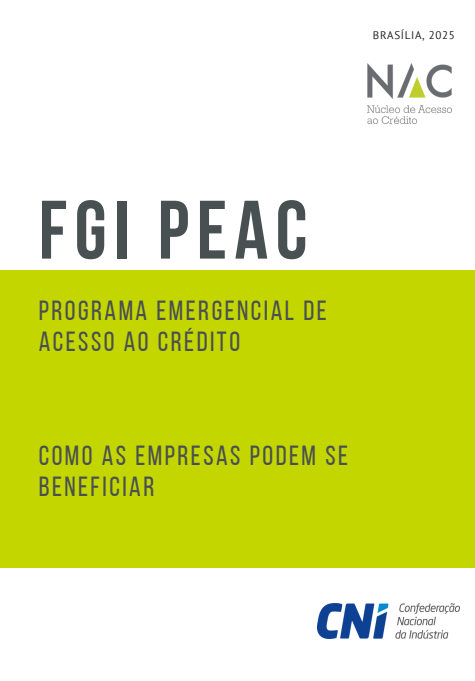 BRASÍLIA, 2025
NAC
Núcleo de Acesso
ao Crédito
FGI PEAC
PROGRAMA EMERGENCIAL DE
ACESSO AO CRÉDITO
COMO AS EMPRESAS PODEM SE
BENEFICIAR
CNI
Confederação
Nacional
da Indústria